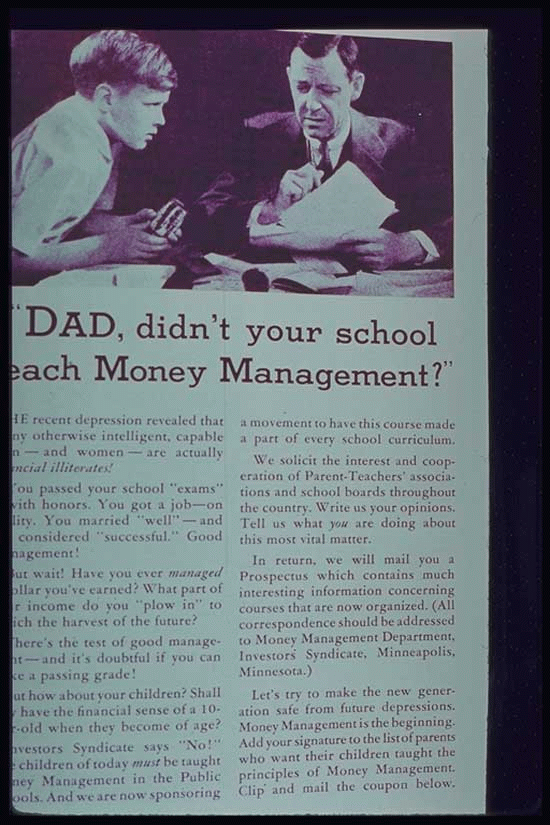 "DAD, didn't your school
each Money Management?"
HE recent depression revealed that
ny otherwise intelligent, capable
n — and women — are actually
ncial illiterates!
ou passed your school "exams"
with honors. You got a job—on
lity. You married "well"—and
considered "successful." Good
nagement!
ut wait! Have you ever managed
ollar you've earned? What part of
r income do you "plow in" to
ich the harvest of the future?
here's the test of good manage-
nt—and it's doubtful if you can
ke a passing grade!
ut how about your children? Shall
have the financial sense of a 10-
r-old when they become of age?
nvestors Syndicate says "No!"
children of today must be taught
ney Management in the Public
ools. And we are now sponsoring
a movement to have this course made
a part of every school curriculum.
We solicit the interest and coop-
eration of Parent-Teachers' associa-
tions and school boards throughout
the country. Write us your opinions.
Tell us what you are doing about
this most vital matter.
In return, we will mail you a
Prospectus which contains much
interesting information concerning
courses that are now organized. (All
correspondence should be addressed
to Money Management Department,
Investors Syndicate, Minneapolis,
Minnesota.)
Let's try to make the new gener-
ation safe from future depressions.
Money Management is the beginning.
Add your signature to the list of parents
who want their children taught the
principles of Money Management.
Clip and mail the coupon below.